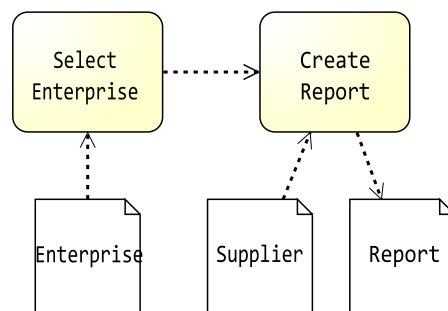 Select
Enterprise
Create
Report
Enterprise
Supplier
Report